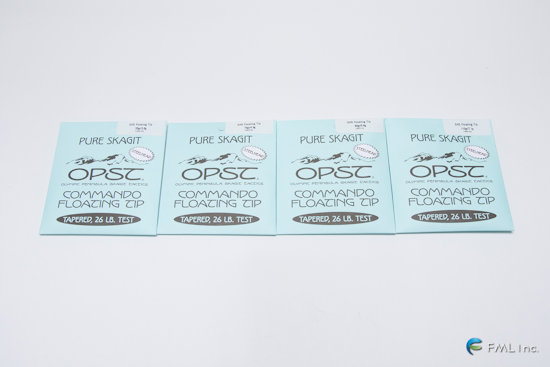 PURE SKAGIT
OPST
OLYMPIC PENINSULA SKAGIT TACTICS
COMMANDO
FLOATING TIP
TAPERED, 26 LB. TEST
PURE SKAGIT
OPST
OLYMPIC PENINSULA SKAGIT TACTICS
COMMANDO
FLOATING TIP
TAPERED, 26 LB. TEST
PURE SKAGIT
OPST
OLYMPIC PENINSULA SKAGIT TACTICS
COMMANDO
FLOATING TIP
TAPERED, 26 LB. TEST
PURE SKAGIT
OPST
OLYMPIC PENINSULA SKAGIT TACTICS
COMMANDO
FLOATING TIP
TAPERED, 26 LB. TEST
FML Inc.